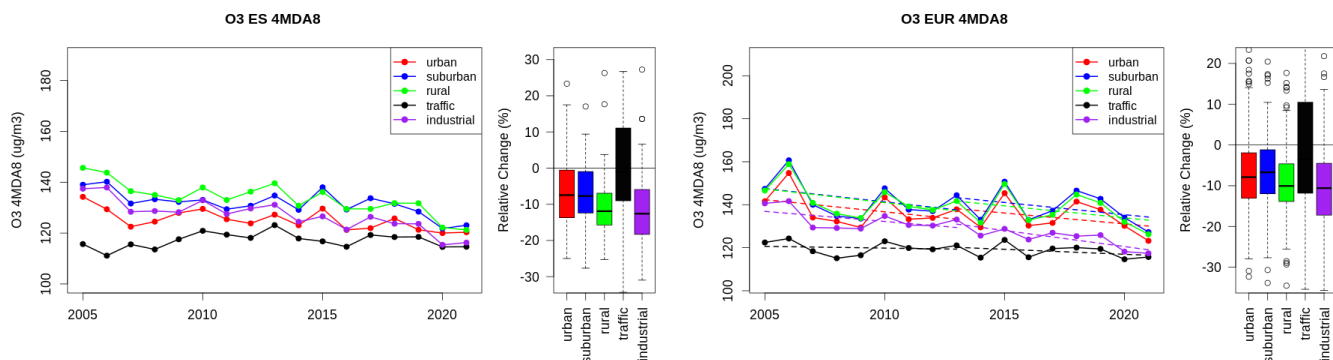 O3 ES 4MDA8
O3 4MDA8 (ug/m3)
180
160
140
120
100
2005
2010
2015
2020
urban
suburban
rural
traffic
industrial
Relative Change (%)
30
20
10
0
-10
-20
-30
urban
suburban
rural
traffic
industrial
O3 EUR 4MDA8
O3 4MDA8 (ug/m3)
200
180
160
140
120
100
2005
2010
2015
2020
urban
suburban
rural
traffic
industrial
Relative Change (%)
20
10
0
-10
-20
-30
urban
suburban
rural
traffic
industrial